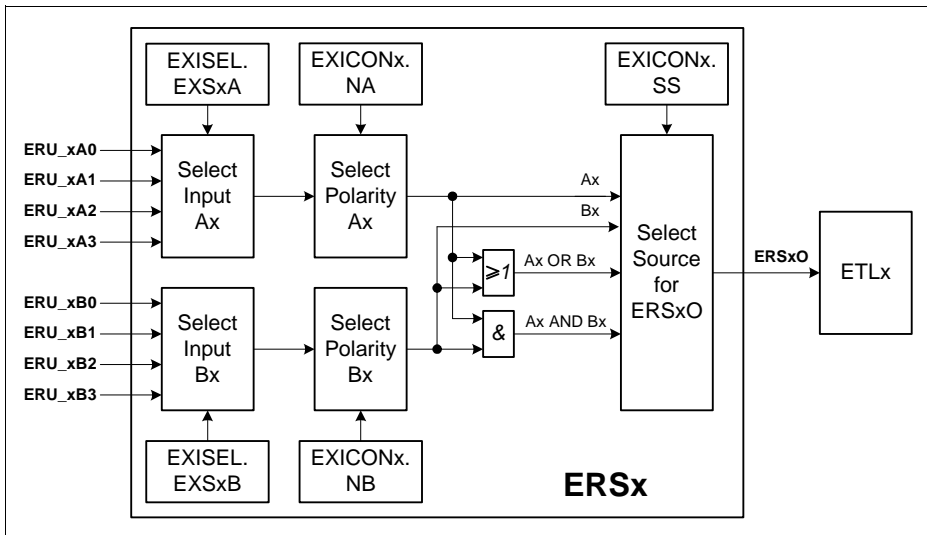 EXISEL.
EXSxA
EXICONx.
NA
EXICONx.
SS
ERU_xA0
ERU_xA1
ERU_xA2
ERU_xA3
Select
Input
Ax
Select
Polarity
Ax
Ax
Bx
≥1
Ax OR Bx
&
Ax AND Bx
Select
Source
for
ERSxO
ERSxO
ETLx
ERU_xB0
ERU_xB1
ERU_xB2
ERU_xB3
Select
Input
Bx
Select
Polarity
Bx
EXISEL.
EXSxB
EXICONx.
NB
ERSx